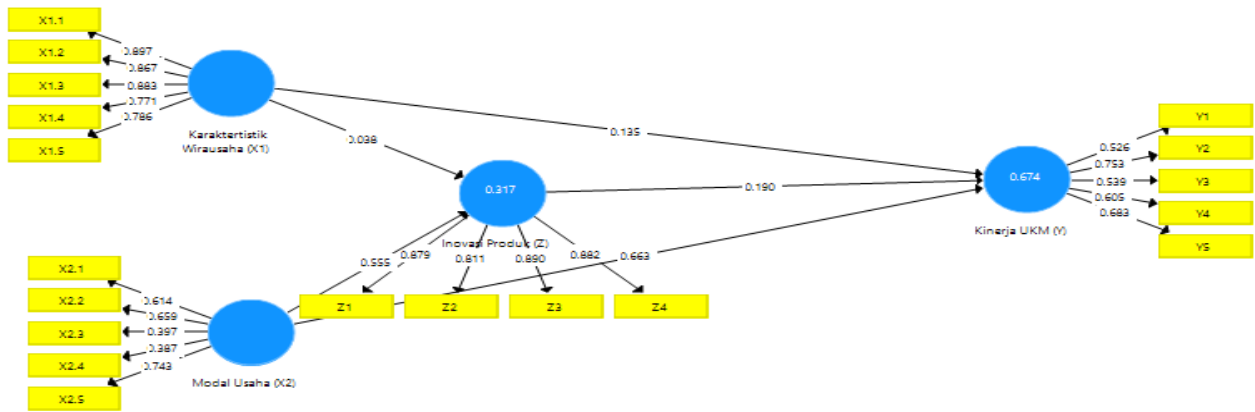 X1.1
X1.2
X1.3
X1.4
X1.5
0.897
0.867
0.883
0.771
0.786
Karaktertistik
Wirausaha (X1)
0.135
0.038
0.317
Inovasi Produk (Z)
0.190
0.674
Kinerja UKM (Y)
0.526
0.753
0.539
0.605
0.683
Y1
Y2
Y3
Y4
Y5
0.555
0.879
0.811
0.890
0.882
0.663
Z1
Z2
Z3
Z4
X2.1
X2.2
X2.3
X2.4
X2.5
0.614
0.659
0.397
0.387
0.743
Modal Usaha (X2)